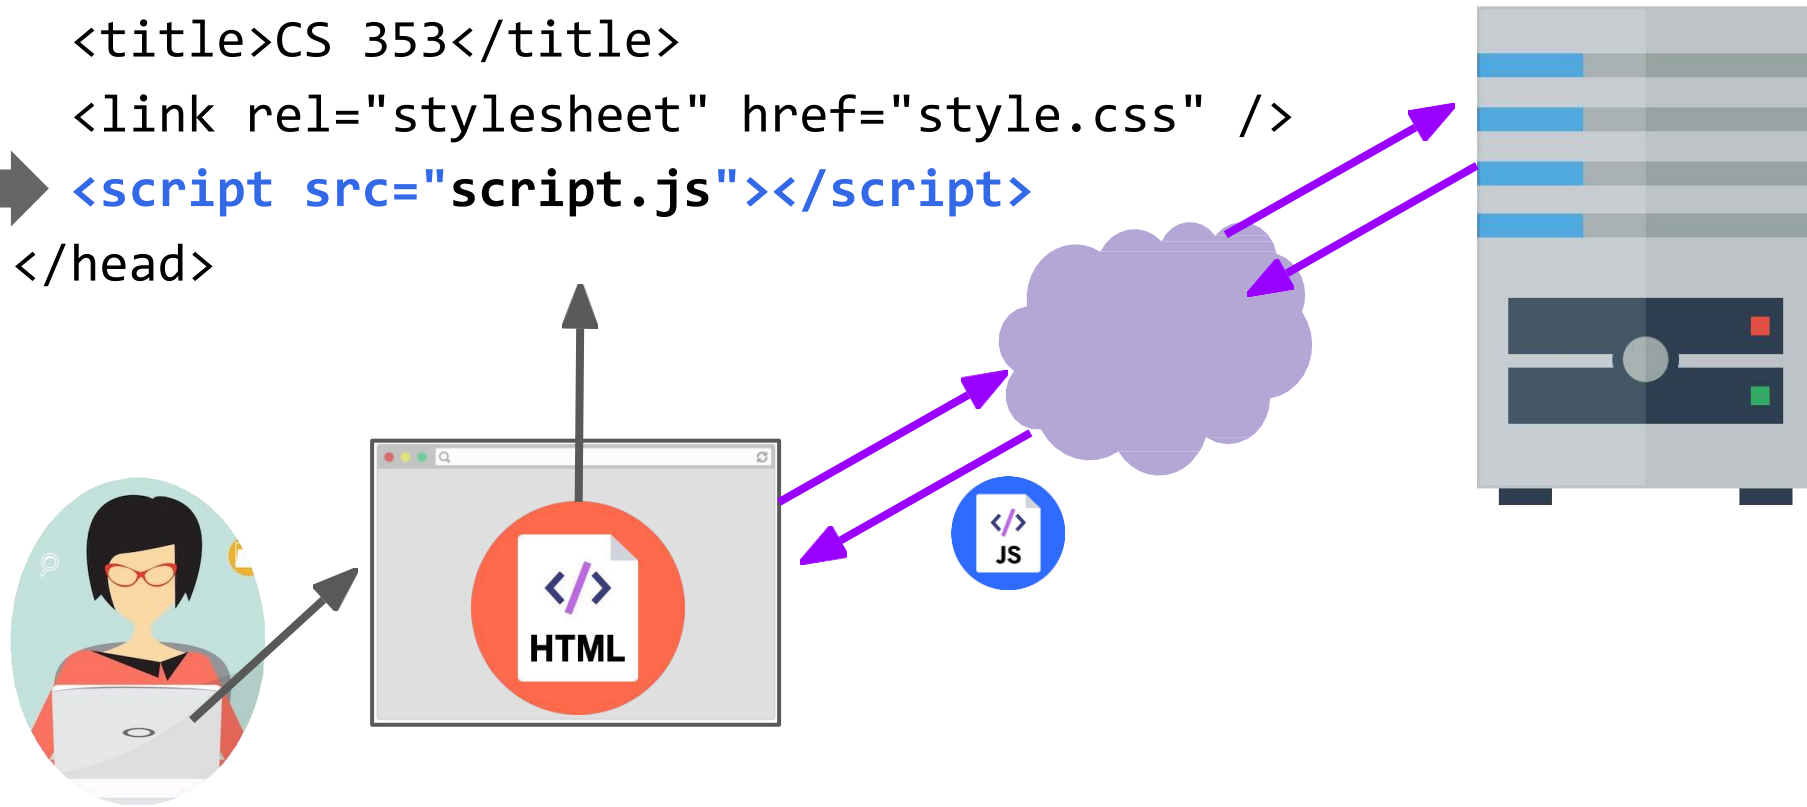 <title>CS 353</title>
<link rel="stylesheet" href="style.css" />
<script src="script.js"></script>
</head>
</> JS
</> HTML